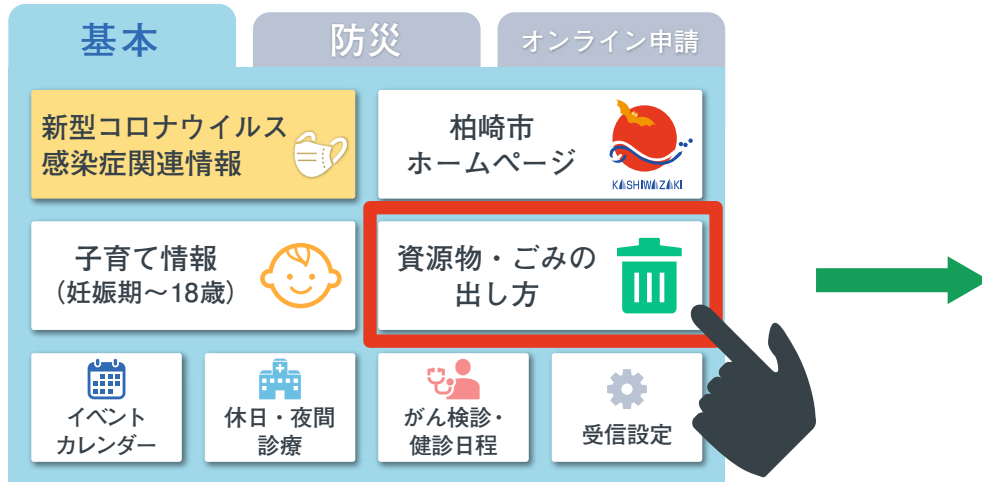 基本
防災
オンライン申請
新型コロナウイルス
感染症関連情報
柏崎市
ホームページ
KASHIWAZAKI
子育て情報
（妊娠期～18歳）
資源物・ごみの
出し方
イベント
カレンダー
休日・夜間
診療
がん検診・
健診日程
受信設定